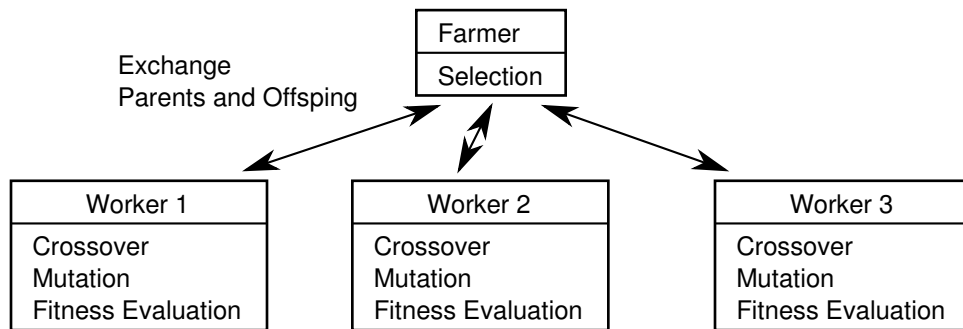 Farmer
Selection
Exchange
Parents and Offsping
Worker 1
Crossover
Mutation
Fitness Evaluation
Worker 2
Crossover
Mutation
Fitness Evaluation
Worker 3
Crossover
Mutation
Fitness Evaluation